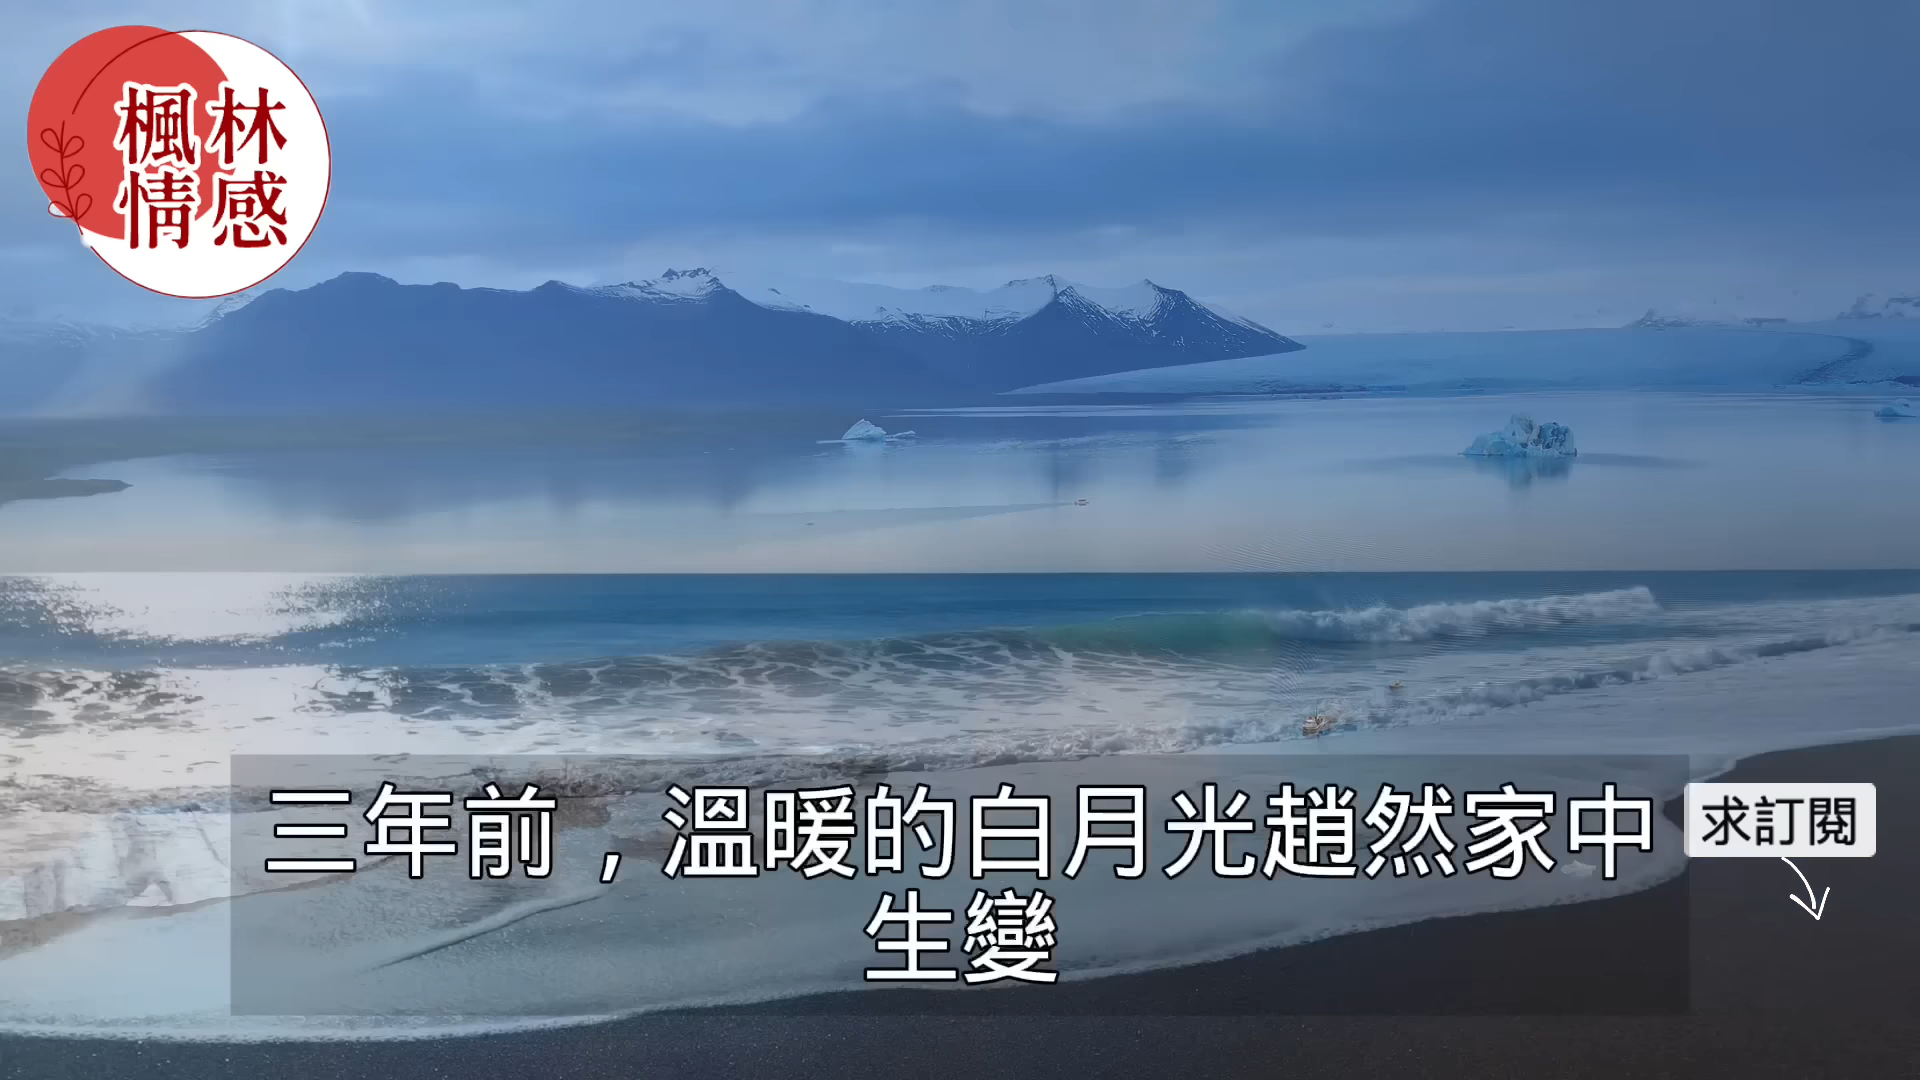 楓林
情感
三年前，溫暖的白月光趙然家中
生變
求訂閱